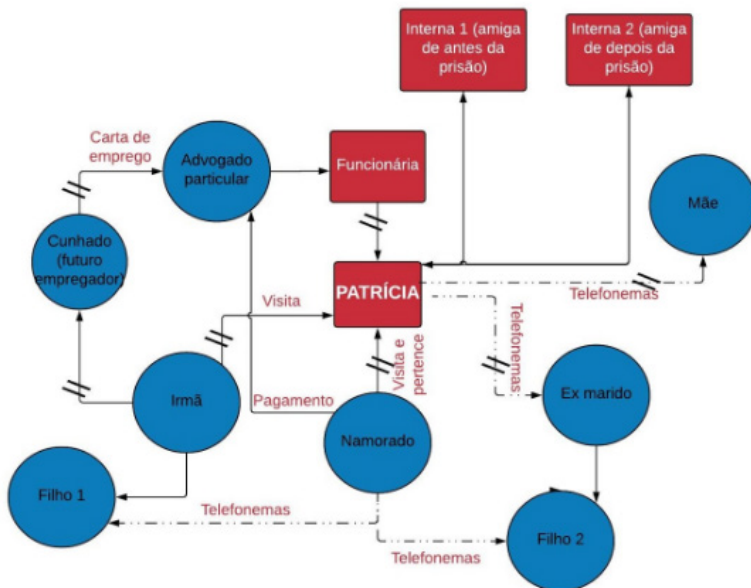 Interna 1 (amiga
de antes da
prisão)
Interna 2 (amiga
de depois da
prisão)
Carta de
emprego
Advogado
particular
Funcionária
Mãe
Cunhado
(futuro
empregador)
PATRÍCIA
Visita
Telefonemas
Telefonemas
Visita e
pertence
Irmã
Pagamento
Namorado
Ex marido
Filho 1
Telefonemas
Telefonemas
Filho 2